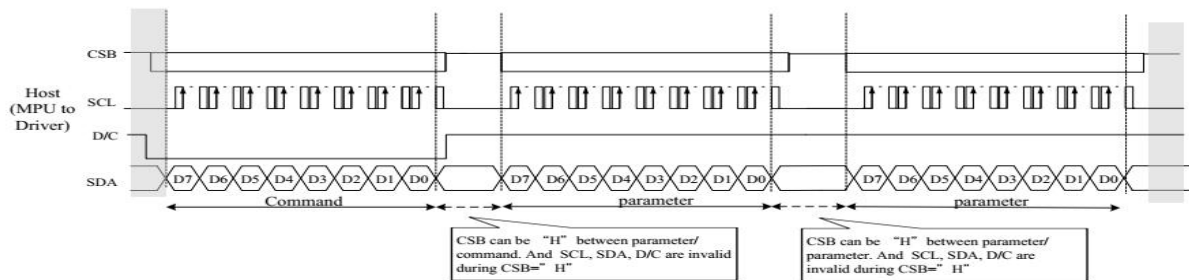 CSB
Host
(MPU to
Driver)
SCL
D/C
SDA
D7 D6 D5 D4 D3 D2 D1 D0
D7 D6 D5 D4 D3 D2 D1 D0
D7 D6 D5 D4 D3 D2 D1 D0
Command
parameter
parameter
CSB can be “H” between parameter/
command. And SCL, SDA, D/C are invalid
during CSB=”H”
CSB can be “H” between parameter/
parameter. And SCL, SDA, D/C are
invalid during CSB=”H”